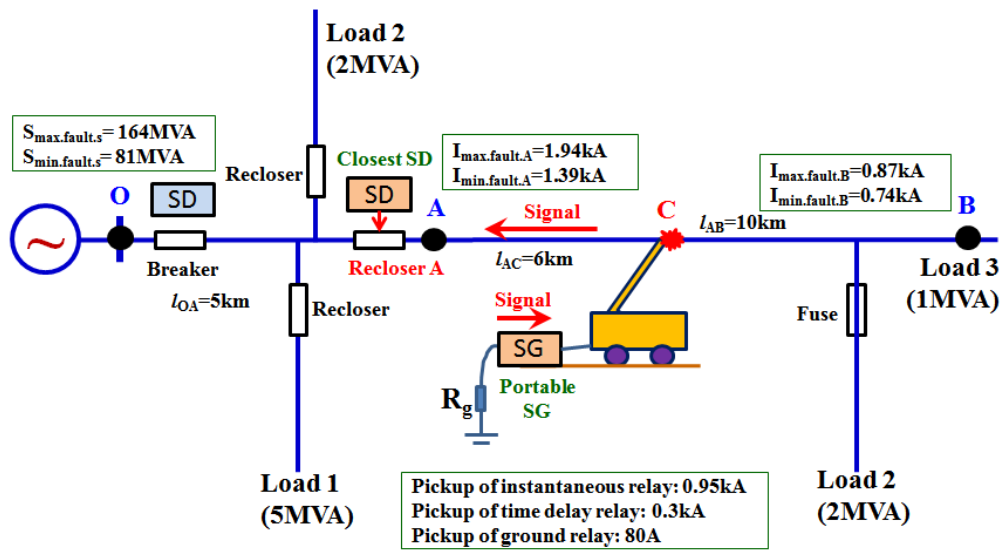 Load 2
(2MVA)
Smax.fault.s= 164MVA
Smin.fault.s= 81MVA
Closest SD
Imax.fault.A=1.94kA
Imin.fault.A=1.39kA
Imax.fault.B=0.87kA
Imin.fault.B=0.74kA
Recloser
SD
SD
O
A
Signal
C
lAB=10km
B
~
Breaker
Recloser A
lAC=6km
Load 3
(1MVA)
lOA=5km
Recloser
Signal
Fuse
SG
Rg
Portable
SG
Load 1
(5MVA)
Pickup of instantaneous relay: 0.95kA
Pickup of time delay relay: 0.3kA
Pickup of ground relay: 80A
Load 2
(2MVA)